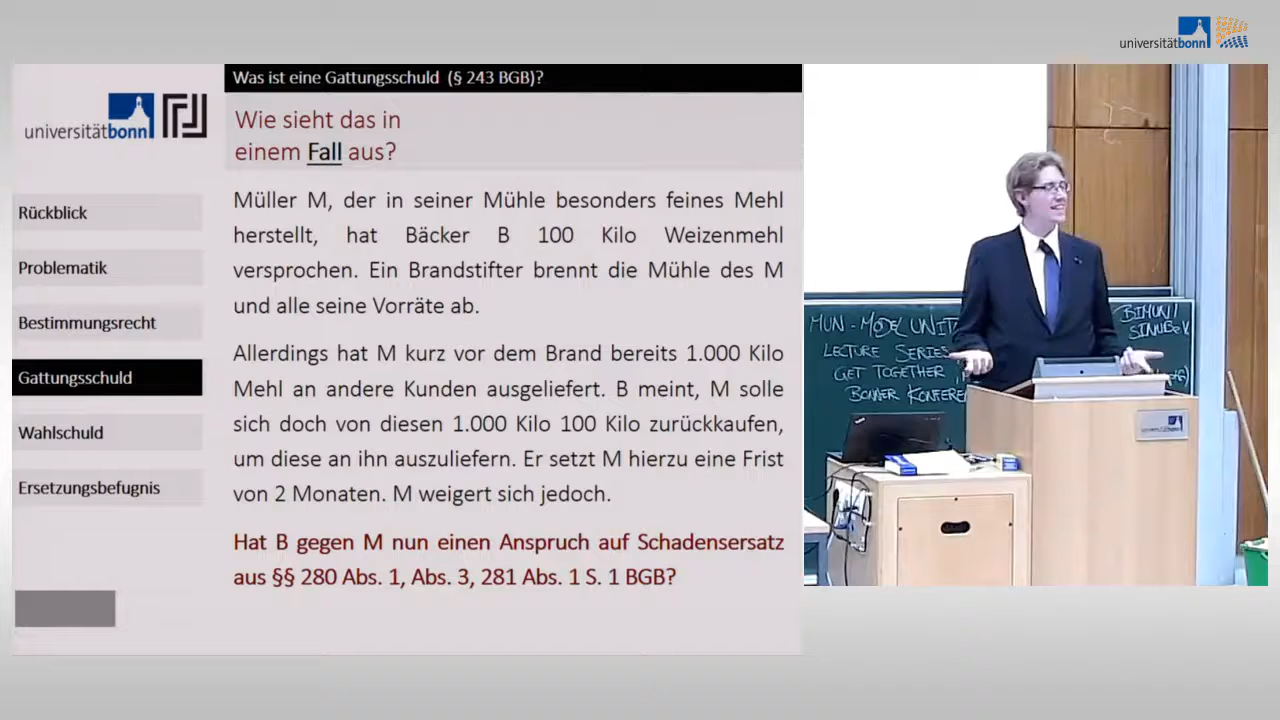 universitätbonn
Was ist eine Gattungsschuld (§ 243 BGB)?
universitätbonn
Wie sieht das in
einem Fall aus?
Rückblick
Problematik
Bestimmungsrecht
Gattungsschuld
Wahlschuld
Ersetzungsbefugnis
Müller M, der in seiner Mühle besonders feines Mehl
herstellt, hat Bäcker B 100 Kilo Weizenmehl
versprochen. Ein Brandstifter brennt die Mühle des M
und alle seine Vorräte ab.
Allerdings hat M kurz vor dem Brand bereits 1.000 Kilo
Mehl an andere Kunden ausgeliefert. B meint, M solle
sich doch von diesen 1.000 Kilo 100 Kilo zurückkaufen,
um diese an ihn auszuliefern. Er setzt M hierzu eine Frist
von 2 Monaten. M weigert sich jedoch.
Hat B gegen M nun einen Anspruch auf Schadensersatz
aus §§ 280 Abs. 1, Abs. 3, 281 Abs. 1 S. 1 BGB?
MUN - MODEL UNIT
LECTURE SERIES
GET TOGETHER
BONNER KONFEREN
BIMUN/
SINUB e.V.
universitätbonn